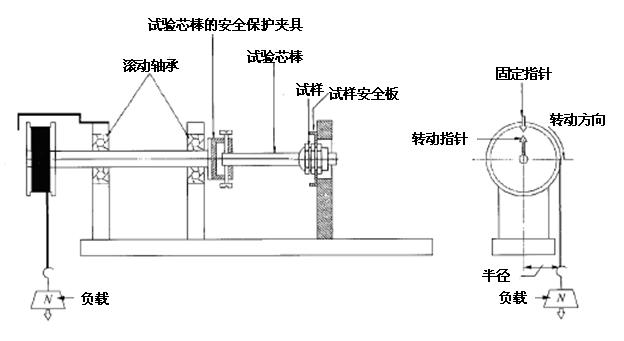 试验芯棒的安全保护夹具
试验芯棒
滚动轴承
试样
试样安全板
固定指针
转动方向
转动指针
半径
N
负载
负载
N